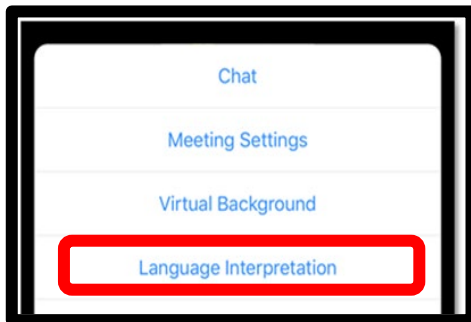 Chat
Meeting Settings
Virtual Background
Language Interpretation